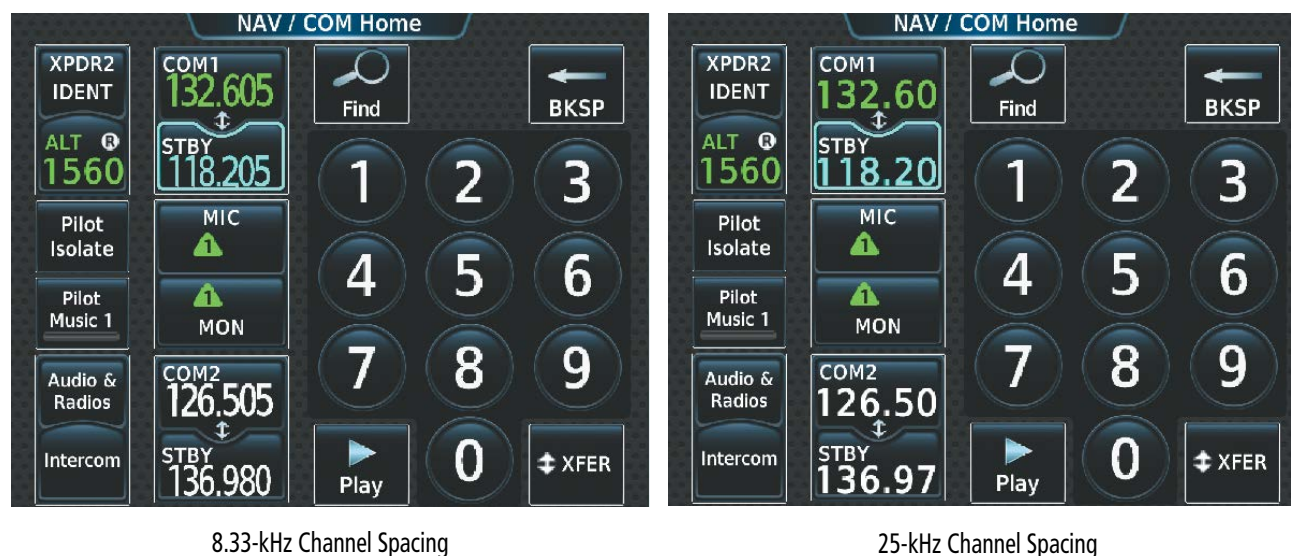 NAV / COM Home
XPDR2
IDENT
ALT R
1560
COM1
132.605
STBY
118.205
Find
BKSP
Pilot
Isolate
MIC
1
Pilot
Music 1
1
MON
Audio &
Radios
COM2
126.505
Intercom
STBY
136.980
1 2 3
4 5 6
7 8 9
Play
0
XFER
8.33-kHz Channel Spacing
NAV / COM Home
XPDR2
IDENT
ALT R
1560
COM1
132.60
STBY
118.20
Find
BKSP
Pilot
Isolate
MIC
1
Pilot
Music 1
1
MON
Audio &
Radios
COM2
126.50
Intercom
STBY
136.97
1 2 3
4 5 6
7 8 9
Play
0
XFER
25-kHz Channel Spacing